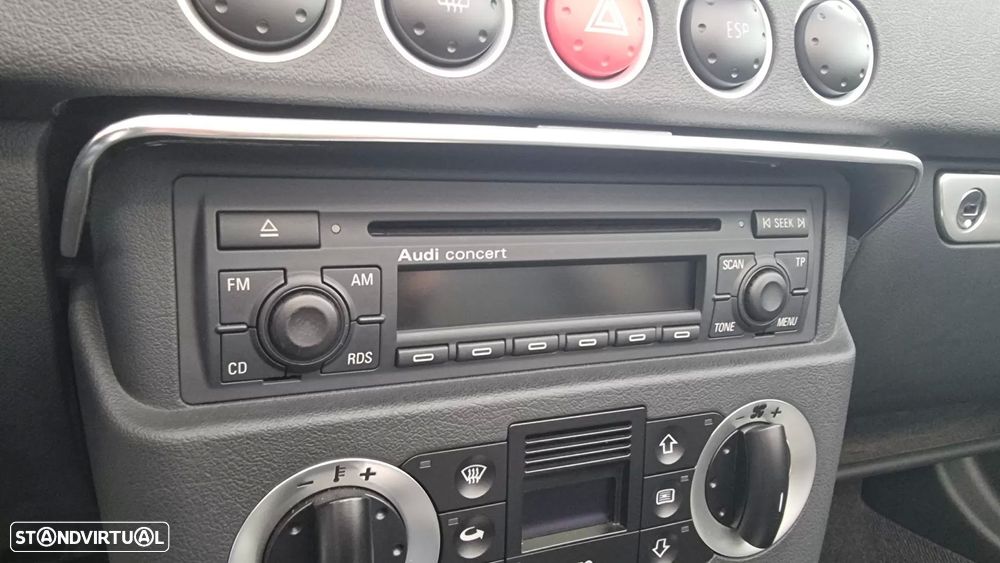 ESP
SEEK
Audi concert
FM
AM
SCAN
TP
CD
RDS
TONE
MENU
STANDVIRTUAL